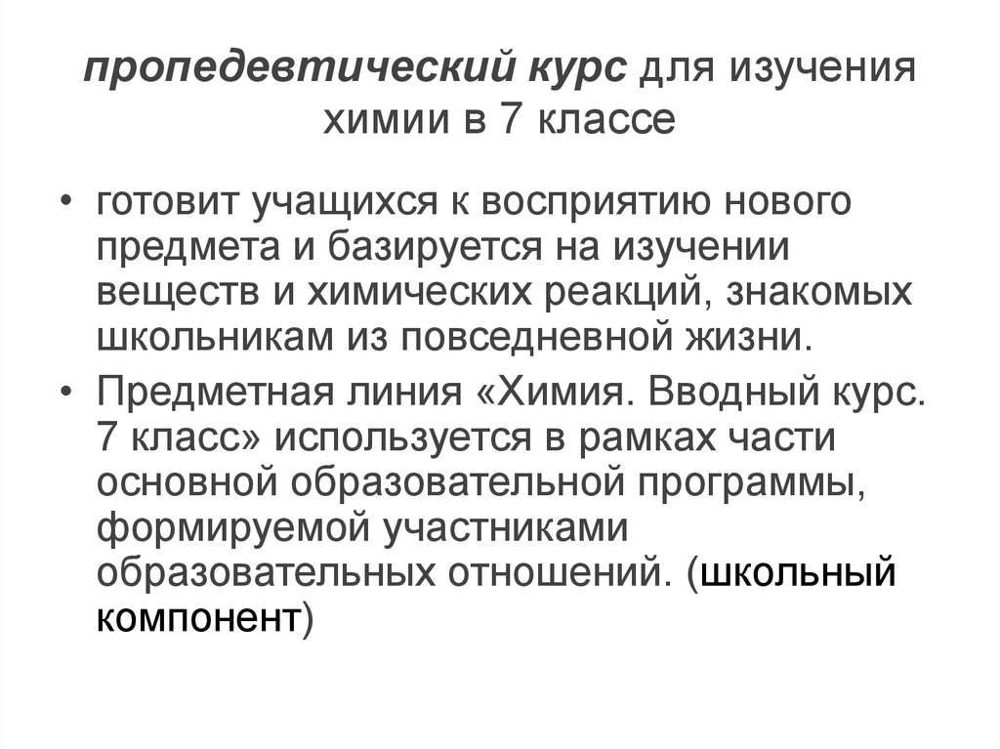 пропедевтический курс для изучения
химии в 7 классе
• готовит учащихся к восприятию нового
предмета и базируется на изучении
веществ и химических реакций, знакомых
школьникам из повседневной жизни.
• Предметная линия «Химия. Вводный курс.
7 класс» используется в рамках части
основной образовательной программы,
формируемой участниками
образовательных отношений. (школьный
компонент)